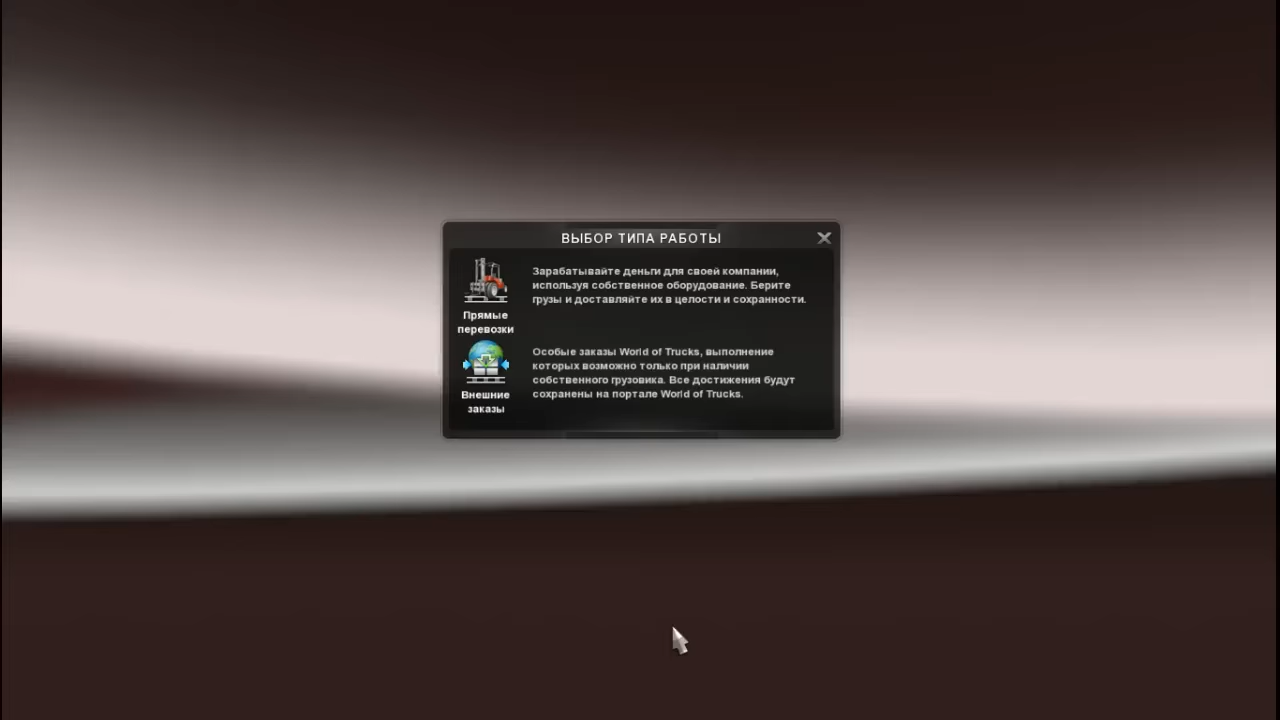 ВЫБОР ТИПА РАБОТЫ
Зарабатывайте деньги для своей компании,
используя собственное оборудование. Берите
грузы и доставляйте их в целости и сохранности.
Прямые
перевозки
Особые заказы World of Trucks, выполнение
которых возможно только при наличии
собственного грузовика. Все достижения будут
сохранены на портале World of Trucks.
Внешние
заказы